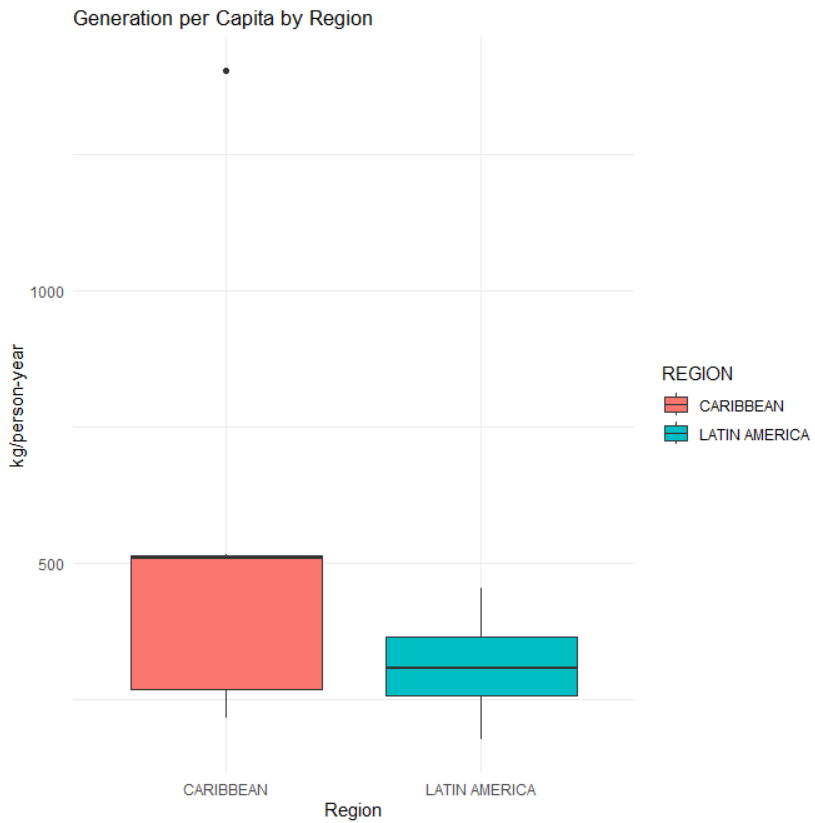 Generation per Capita by Region
1000
500
kg/person-year
CARIBBEAN
LATIN AMERICA
Region
REGION
CARIBBEAN
LATIN AMERICA